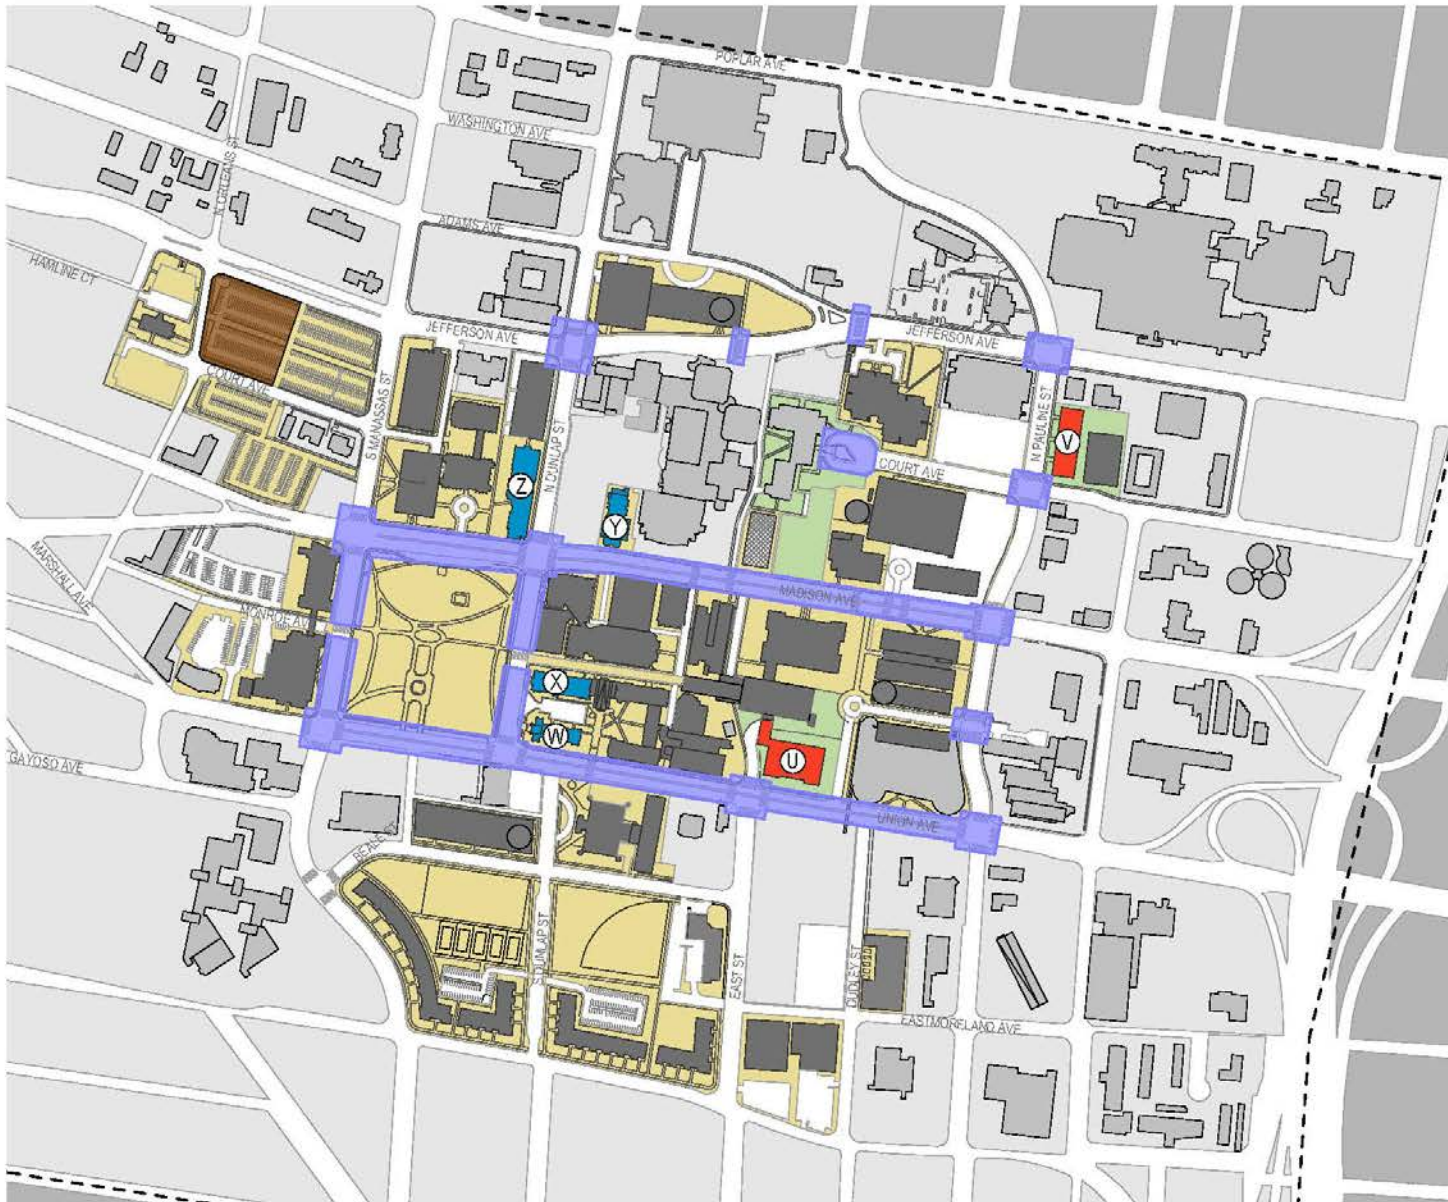 POPLAR AVE
WASHINGTON AVE
N ORLEANS ST
ADAMS AVE
HAMLINE CT
JEFFERSON AVE
JEFFERSON AVE
COURT AVE
S MANASSAS ST
N DUNLAP ST
N PAULINE ST
V
COURT AVE
Z
Y
MARSHALL AVE
MADISON AVE
MONROE AVE
X
W
U
GAYOSO AVE
UNION AVE
S DUNLAP ST
EAST ST
DUDLEY ST
EASTMORELAND AVE